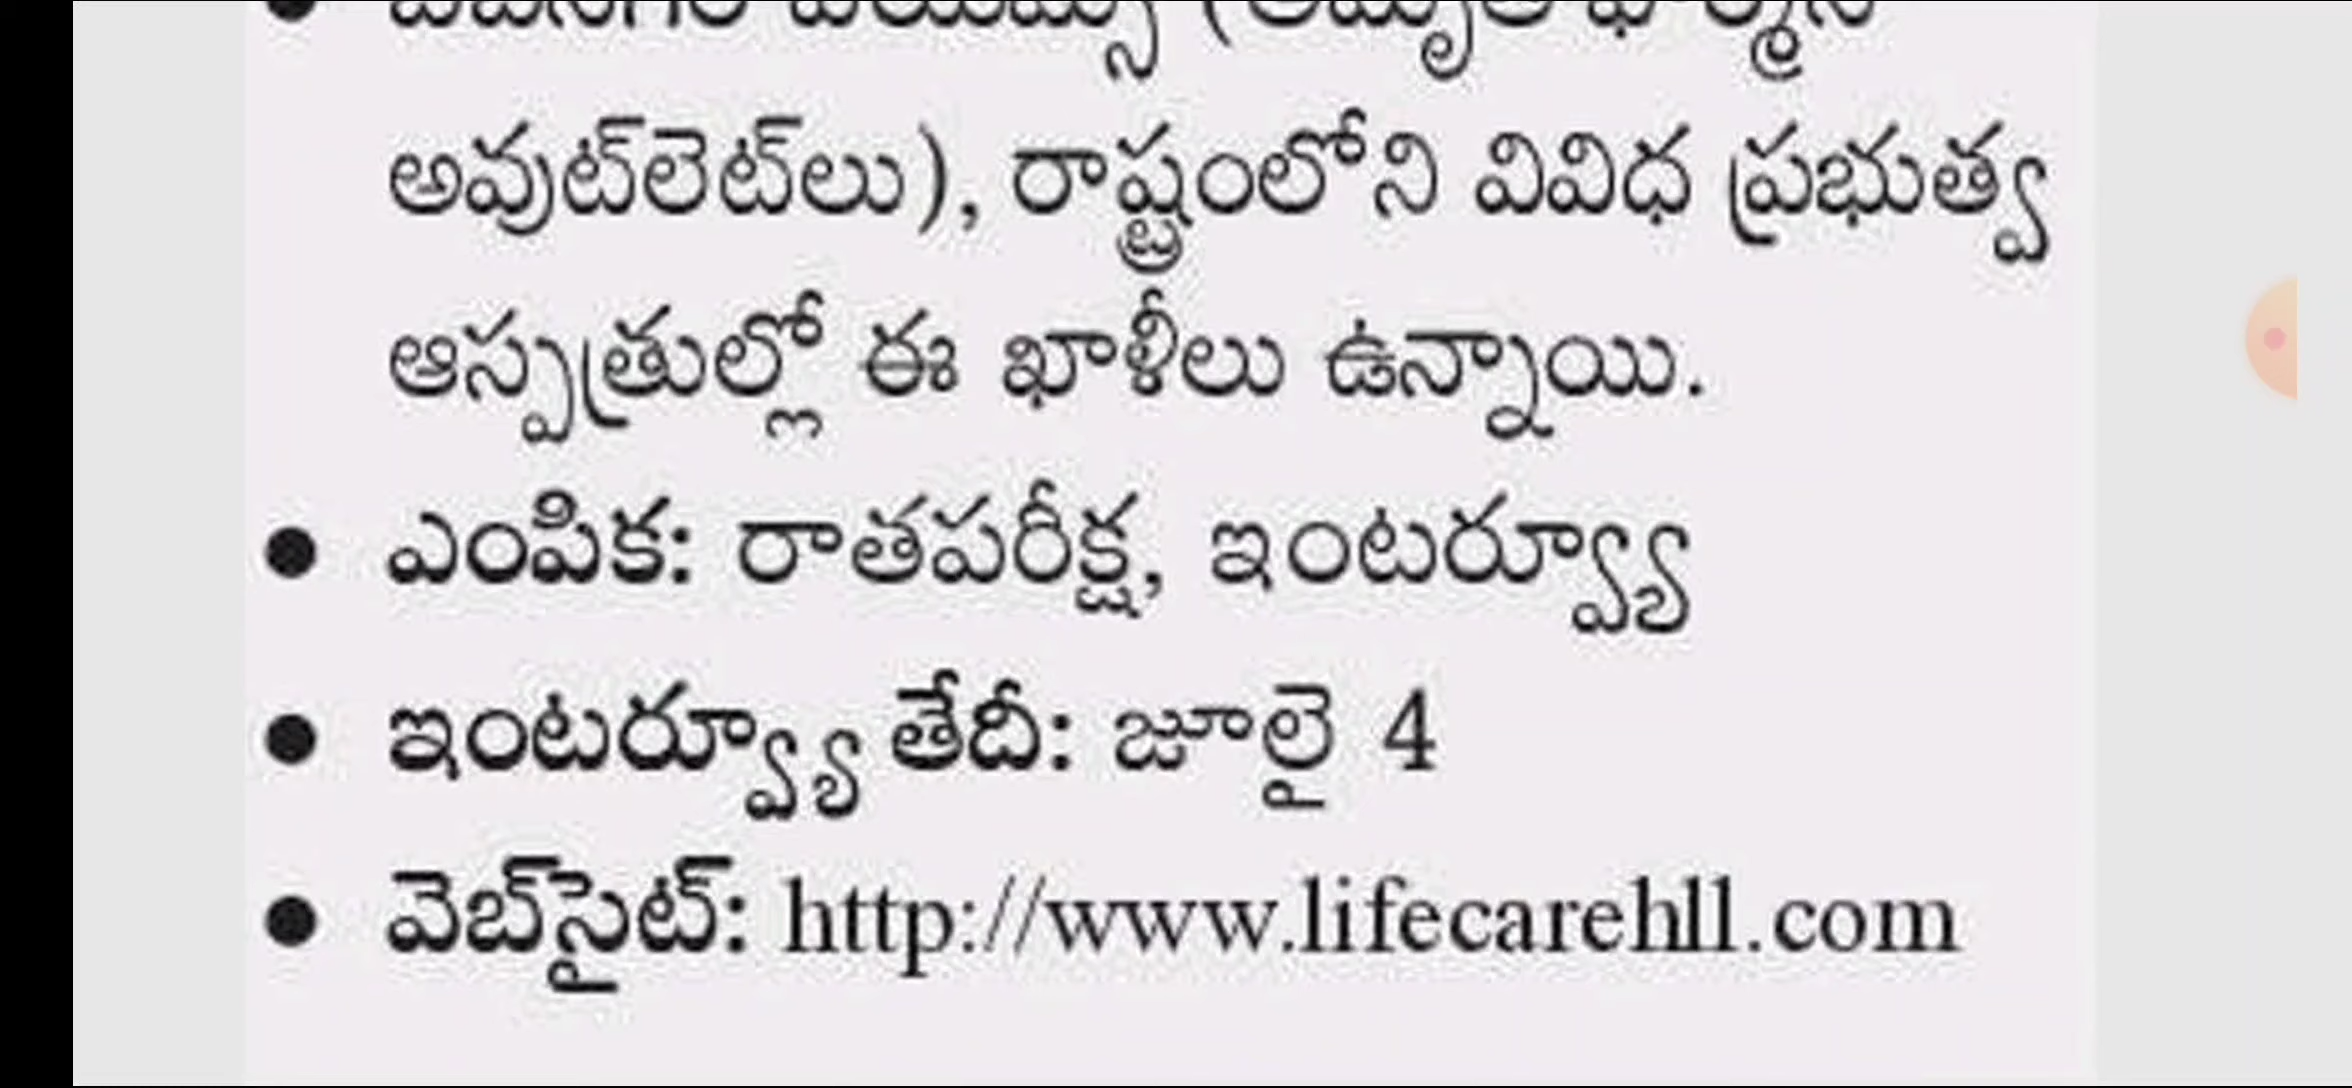 అవుట్‌లెట్‌లు), రాష్ట్రంలోని వివిధ ప్రభుత్వ
ఆస్పత్రుల్లో ఈ ఖాళీలు ఉన్నాయి.
• ఎంపిక: రాతపరీక్ష, ఇంటర్వ్యూ
• ఇంటర్వ్యూ తేదీ: జూలై 4
• వెబ్‌సైట్: http://www.lifecarehll.com